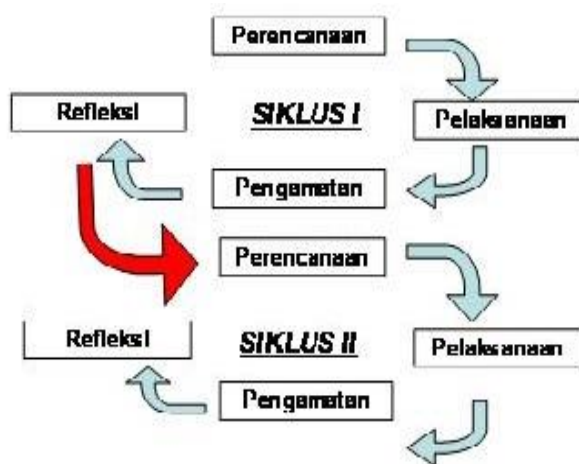 Perencanaan
Refleksi
SIKLUS I
Pelaksanaan
Pengamatan
Perencanaan
Refleksi
SIKLUS II
Pelaksanaan
Pengamatan